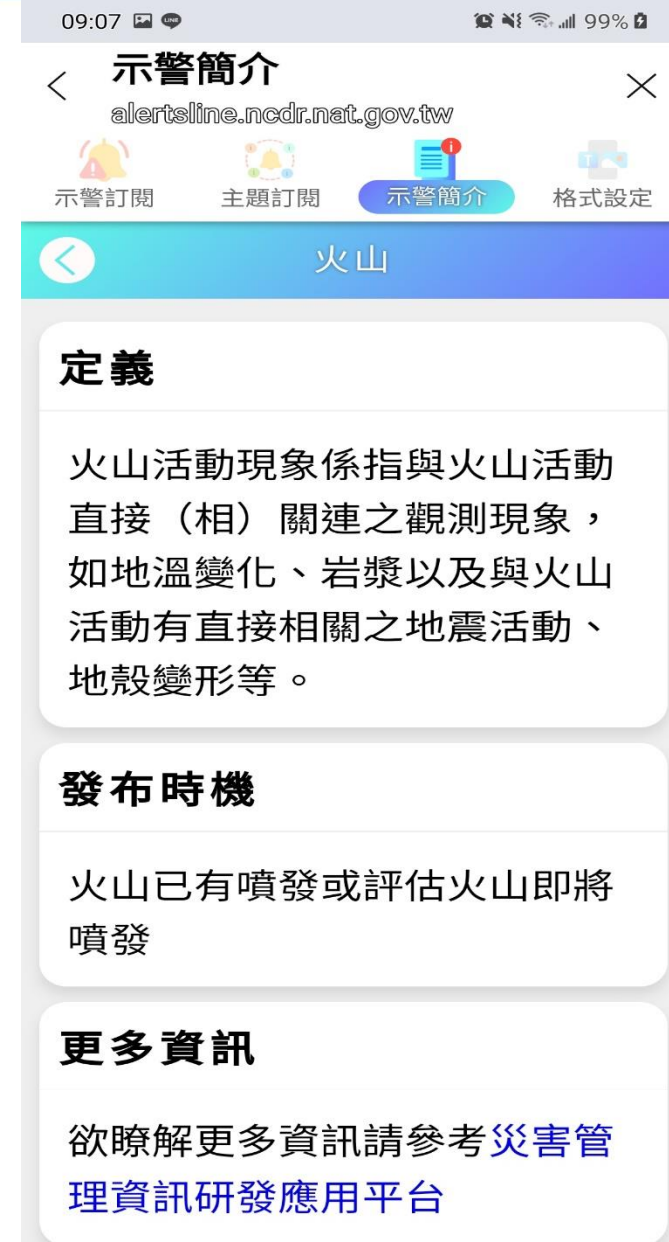 09:07 LINE 99%
示警簡介
alertsline.ncdr.nat.gov.tw
示警訂閱 主題訂閱 示警簡介 格式設定
火山
定義
火山活動現象係指與火山活動
直接（相）關連之觀測現象，
如地溫變化、岩漿以及與火山
活動有直接相關之地震活動、
地殼變形等。
發布時機
火山已有噴發或評估火山即將
噴發
更多資訊
欲瞭解更多資訊請參考災害管
理資訊研發應用平台